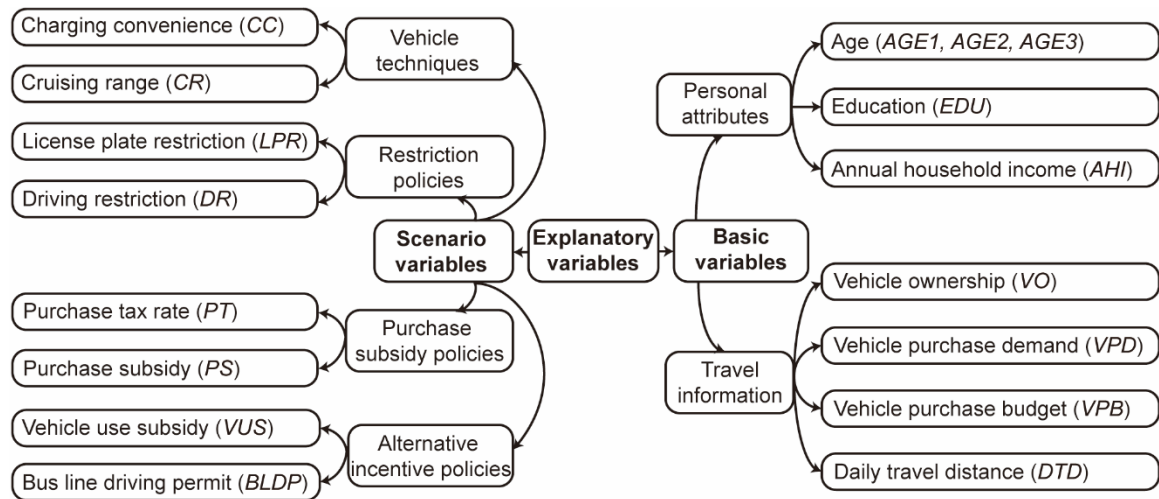 Charging convenience (CC)
Cruising range (CR)
License plate restriction (LPR)
Driving restriction (DR)
Purchase tax rate (PT)
Purchase subsidy (PS)
Vehicle use subsidy (VUS)
Bus line driving permit (BLDP)
Vehicle
techniques
Restriction
policies
Purchase
subsidy policies
Alternative
incentive policies
Scenario
variables
Explanatory
variables
Basic
variables
Personal
attributes
Travel
information
Age (AGE1, AGE2, AGE3)
Education (EDU)
Annual household income (AHI)
Vehicle ownership (VO)
Vehicle purchase demand (VPD)
Vehicle purchase budget (VPB)
Daily travel distance (DTD)